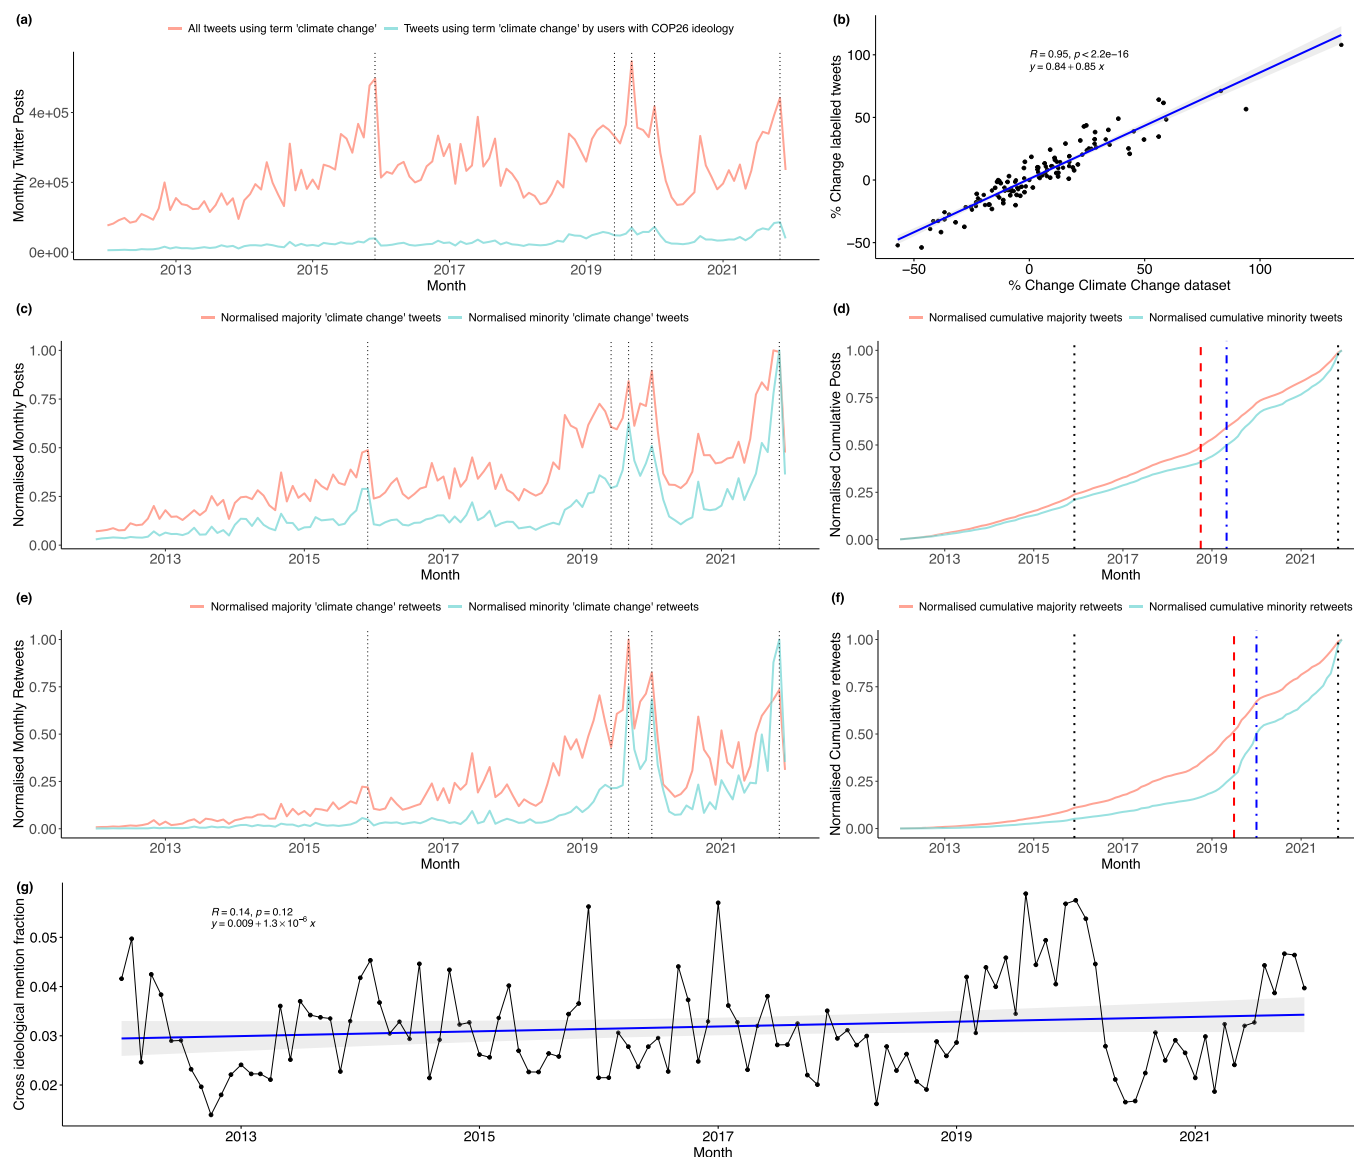 (a)
All tweets using term 'climate change'
Tweets using term 'climate change' by users with COP26 ideology
Monthly Twitter Posts
4e+05
2e+05
0e+00
2013
2015
2017
2019
2021
Month
(b)
R = 0.95, p < 2.2e−16
y = 0.84 + 0.85 x
% Change labelled tweets
100
50
0
−50
−50
0
50
100
% Change Climate Change dataset
(c)
Normalised majority 'climate change' tweets
Normalised minority 'climate change' tweets
Normalised Monthly Posts
1.00
0.75
0.50
0.25
0.00
2013
2015
2017
2019
2021
Month
(d)
Normalised cumulative majority tweets
Normalised cumulative minority tweets
Normalised Cumulative Posts
1.00
0.75
0.50
0.25
0.00
2013
2015
2017
2019
2021
Month
(e)
Normalised majority 'climate change' retweets
Normalised minority 'climate change' retweets
Normalised Monthly Retweets
1.00
0.75
0.50
0.25
0.00
2013
2015
2017
2019
2021
Month
(f)
Normalised cumulative majority retweets
Normalised cumulative minority retweets
Normalised Cumulative retweets
1.00
0.75
0.50
0.25
0.00
2013
2015
2017
2019
2021
Month
(g)
R = 0.14, p = 0.12
y = 0.009 + 1.3 × 10⁻⁶ x
Cross ideological mention fraction
0.05
0.04
0.03
0.02
2013
2015
2017
2019
2021
Month